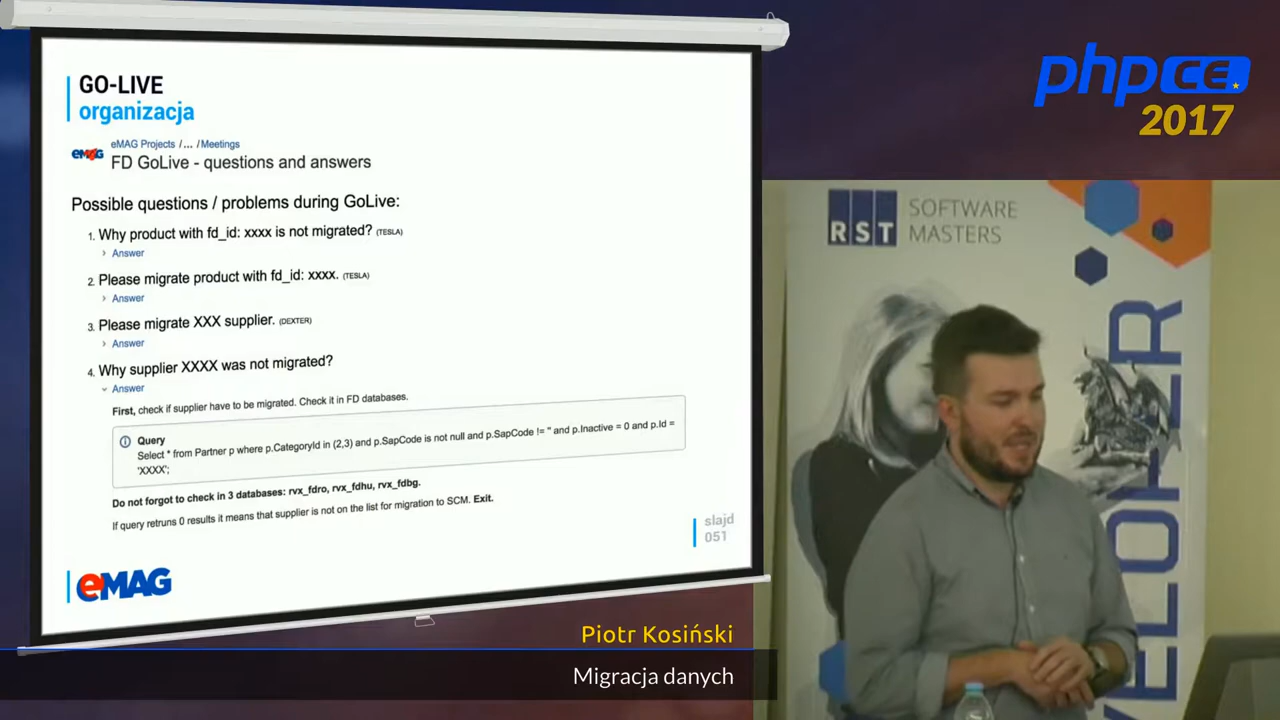 GO-LIVE
organizacja
eMAG
eMAG Projects /... /Meetings
FD GoLive - questions and answers
Possible questions / problems during GoLive:
1. Why product with fd_id: xxxx is not migrated? (TESLA)
› Answer
2. Please migrate product with fd_id: xxxx. (TESLA)
› Answer
3. Please migrate XXX supplier. (DEXTER)
› Answer
4. Why supplier XXXX was not migrated?
Answer
First, check if supplier have to be migrated. Check it in FD databases.
Query
Select * from Partner p where p.CategoryId in (2,3) and p.SapCode is not null and p.SapCode != '' and p.Inactive = 0 and p.Id =
'XXXX';
Do not forgot to check in 3 databases: rvx_fdro, rvx_fdhu, rvx_fdbg.
If query retruns 0 results it means that supplier is not on the list for migration to SCM. Exit.
slajd
051
eMAG
phpCE
2017
RST
SOFTWARE
MASTERS
VELOPER
Piotr Kosiński
Migracja danych